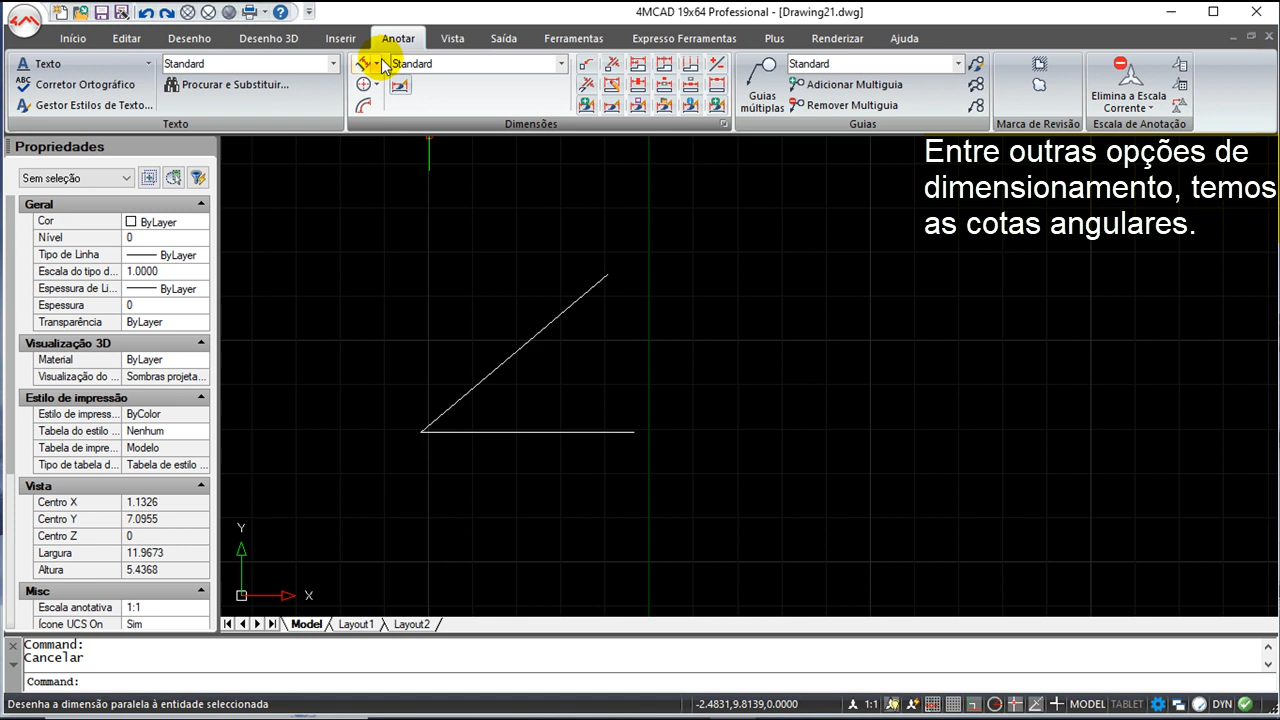 4MCAD 19x64 Professional - [Drawing21.dwg]
Início Editar Desenho Desenho 3D Inserir Anotar Vista Saída Ferramentas Expresso Ferramentas Plus Renderizar Ajuda
Texto Standard Standard Standard
Corretor Ortográfico Procurar e Substituir... Adicionar Multiguia
Gestor Estilos de Texto... Guias múltiplas Remover Multiguia Elimina a Escala Corrente
Texto Dimensões Guias Marca de Revisão Escala de Anotação
Propriedades
Sem seleção
Geral
Cor ByLayer
Nível 0
Tipo de Linha ByLayer
Escala do tipo d... 1.0000
Espessura de Li... ByLayer
Espessura 0
Transparência ByLayer
Visualização 3D
Material ByLayer
Visualização do Sombras projeta...
Estilo de impressão
Estilo de impress... ByColor
Tabela do estilo Nenhum
Tabela de impre... Modelo
Tipo de tabela d... Tabela de estilo ...
Vista
Centro X 1.1326
Centro Y 7.0955
Centro Z 0
Largura 11.9673
Altura 5.4368
Misc
Escala anotativa 1:1
Ícone UCS On Sim
Entre outras opções de
dimensionamento, temos
as cotas angulares.
Y
X
Model Layout1 Layout2
Command:
Cancelar
Command:
Desenha a dimensão paralela à entidade seleccionada -2.4831,9.8139,0.0000 1:1 MODEL TABLET DYN